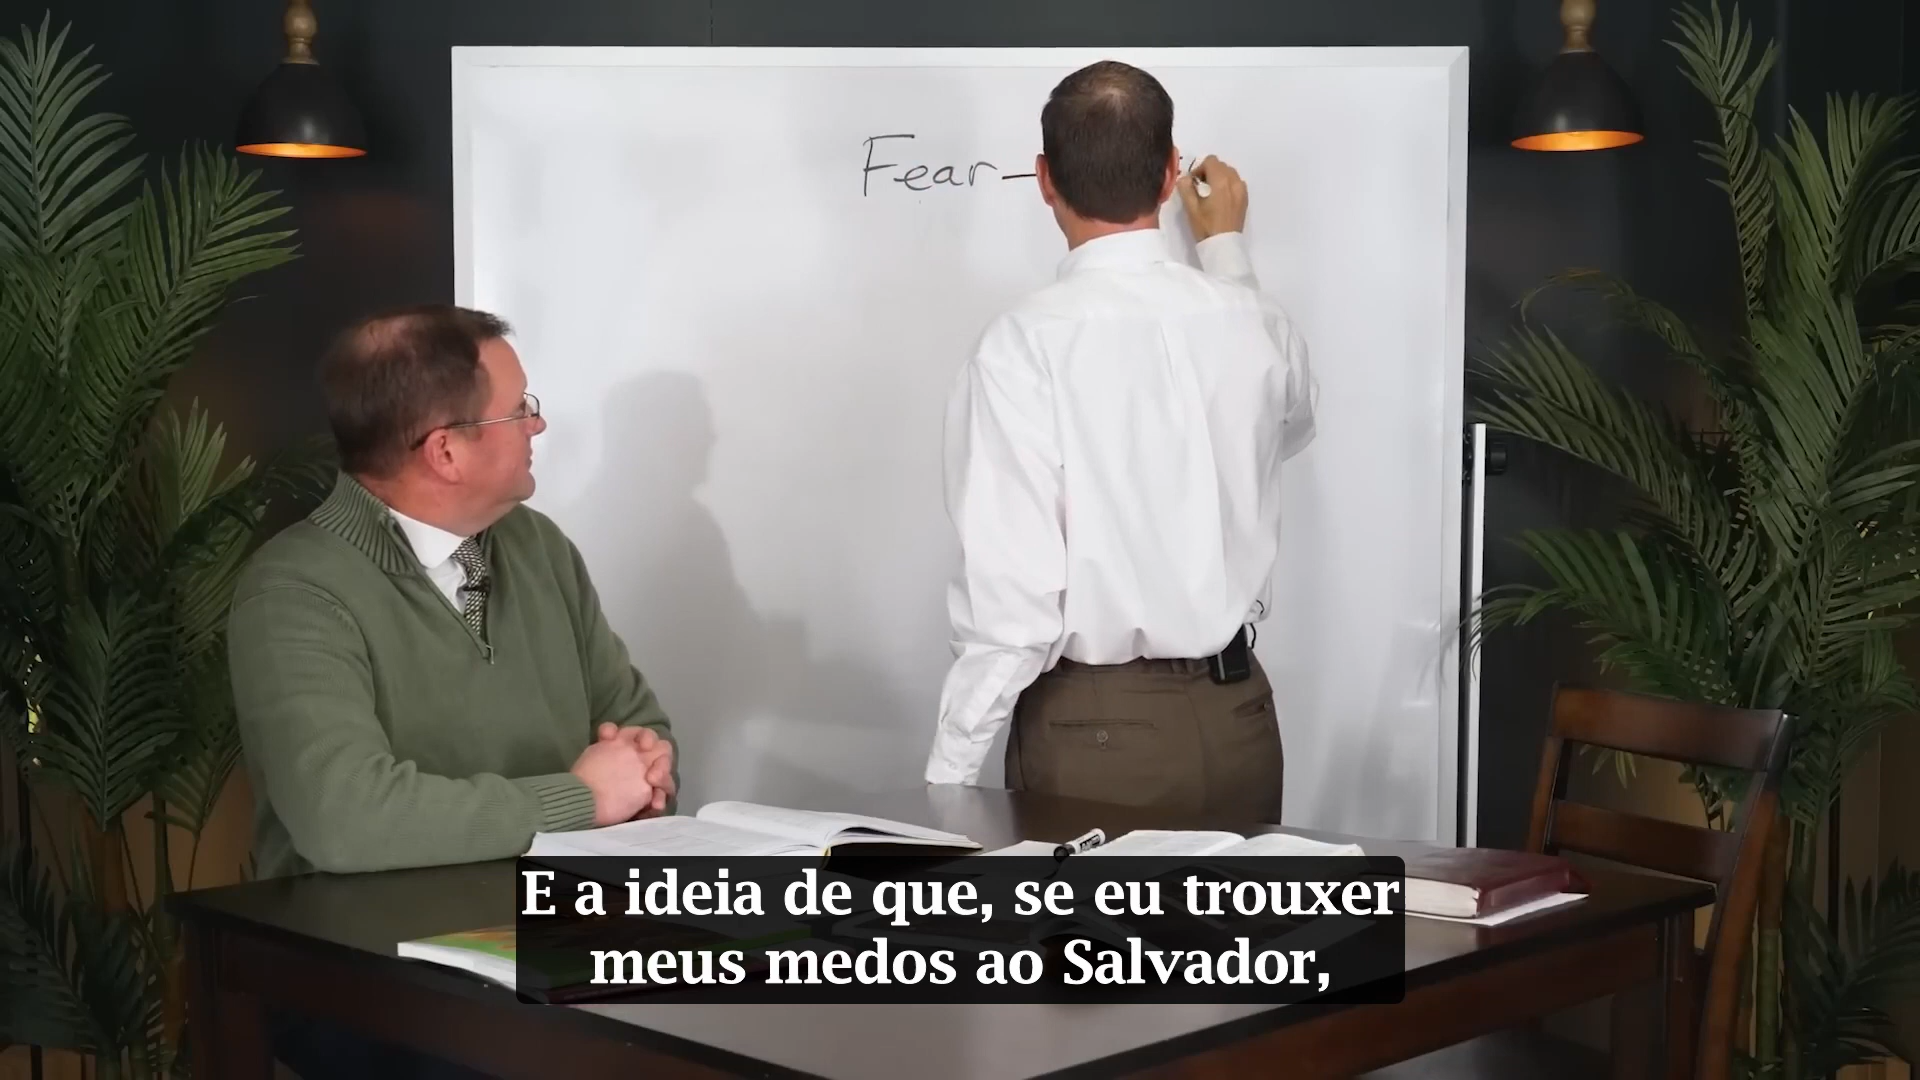 Fear –
E a ideia de que, se eu trouxer
meus medos ao Salvador,